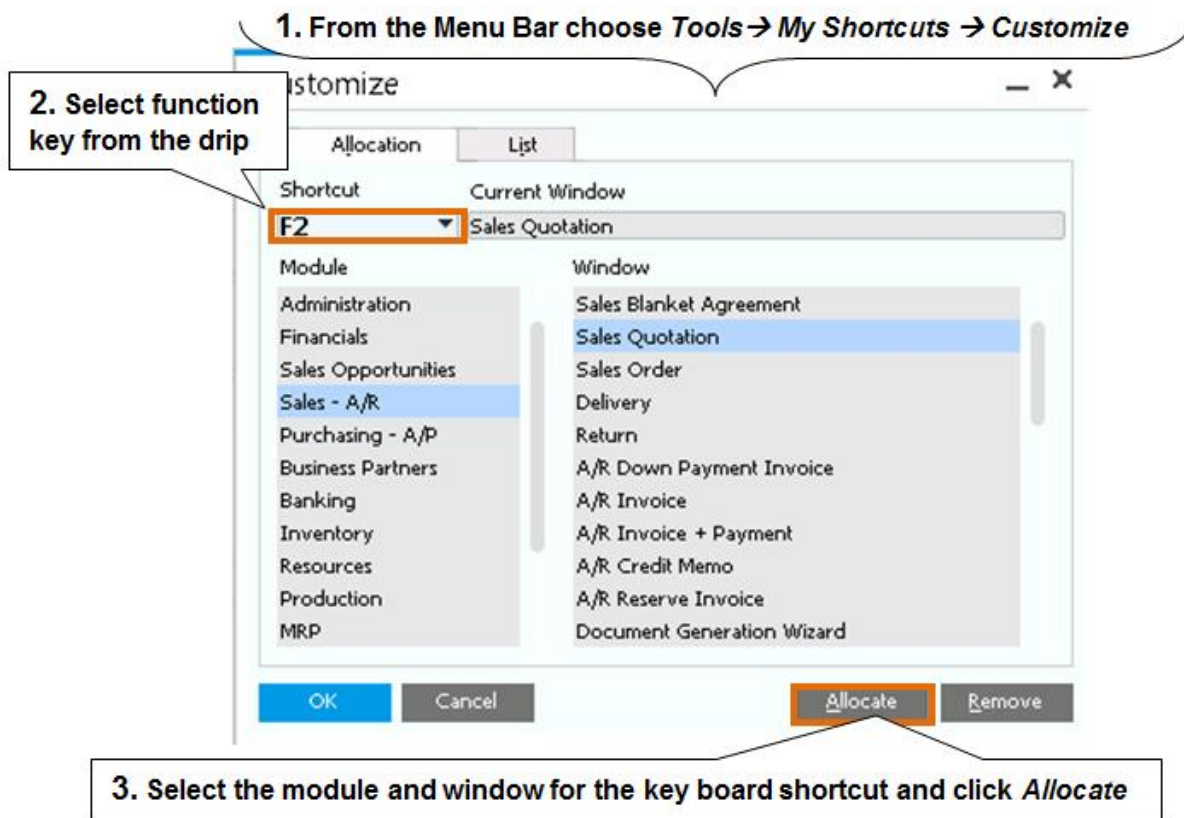 1. From the Menu Bar choose Tools→ My Shortcuts → Customize
ustomize
2. Select function
key from the drip
Allocation List
Shortcut Current Window
F2 Sales Quotation
Module Window
Administration Sales Blanket Agreement
Financials Sales Quotation
Sales Opportunities Sales Order
Sales - A/R Delivery
Purchasing - A/P Return
Business Partners A/R Down Payment Invoice
Banking A/R Invoice
Inventory A/R Invoice + Payment
Resources A/R Credit Memo
Production A/R Reserve Invoice
MRP Document Generation Wizard
OK Cancel Allocate Remove
3. Select the module and window for the key board shortcut and click Allocate